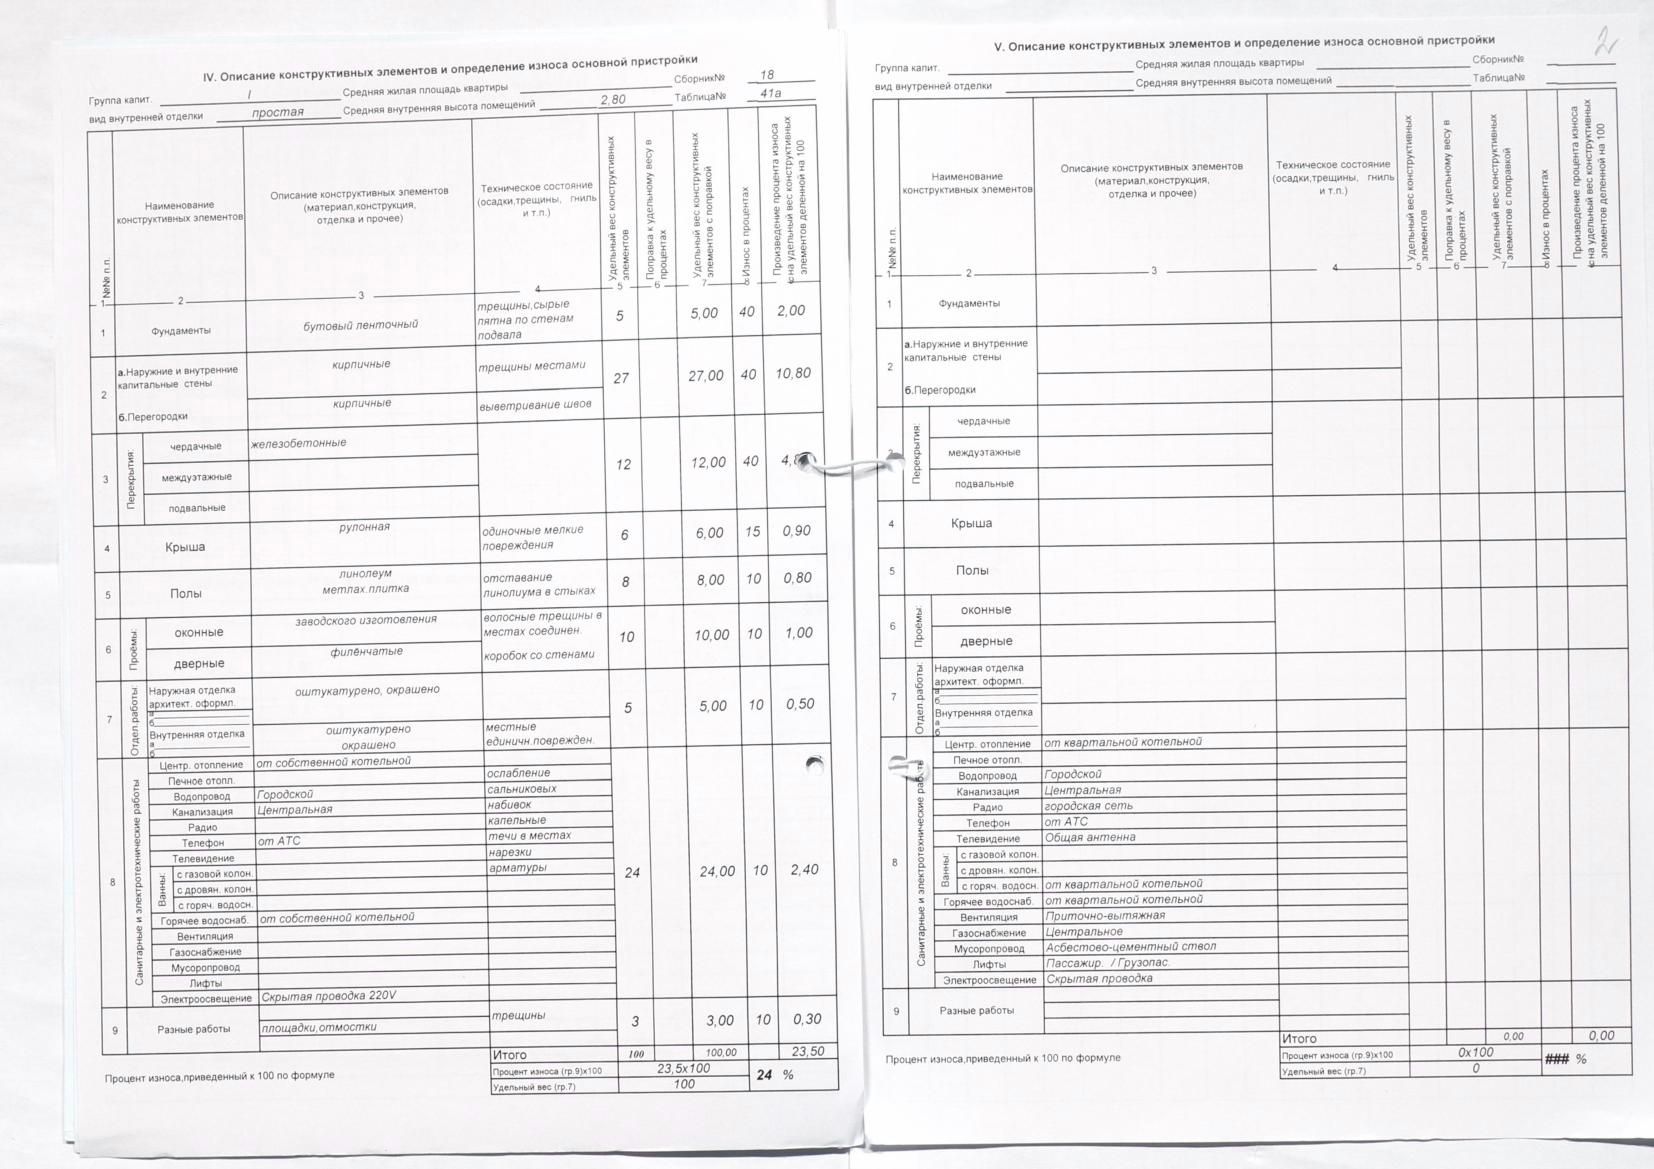 IV. Описание конструктивных элементов и определение износа основной пристройки
Группа капит. I Средняя жилая площадь квартиры Сборник№ 18
вид внутренней отделки простая Средняя внутренняя высота помещений 2,80 Таблица№ 41а
№№ п.п.
Наименование конструктивных элементов
Описание конструктивных элементов (материал,конструкция, отделка и прочее)
Техническое состояние (осадки,трещины, гниль и т.п.)
Удельный вес конструктивных элементов
Поправка к удельному весу в процентах
Удельный вес конструктивных элементов с поправкой
Износ в процентах
Произведение процента износа на удельный вес конструктивных элементов деленной на 100
1 2 3 4 5 6 7 8
1 Фундаменты бутовый ленточный трещины,сырые пятна по стенам подвала 5 5,00 40 2,00
2 а.Наружние и внутренние капитальные стены кирпичные трещины местами 27 27,00 40 10,80
б.Перегородки кирпичные выветривание швов
3 Перекрытия: чердачные железобетонные 12 12,00 40
междуэтажные
подвальные
4 Крыша рулонная одиночные мелкие повреждения 6 6,00 15 0,90
5 Полы линолеум метлах.плитка отставание линолиума в стыках 8 8,00 10 0,80
6 Проёмы: оконные заводского изготовления волосные трещины в местах соединен. 10 10,00 10 1,00
дверные филёнчатые коробок со стенами
7 Отдел.работы: Наружная отделка архитект. оформл. оштукатурено, окрашено 5 5,00 10 0,50
а
б
Внутренняя отделка оштукатурено окрашено местные единичн.поврежден.
а
б
8 Санитарные и электротехнические работы 24 24,00 10 2,40
Центр. отопление от собственной котельной
Печное отопл. ослабление
Водопровод Городской сальниковых
Канализация Центральная набивок
Радио капельные
Телефон от АТС течи в местах
Телевидение нарезки
Ванны: с газовой колон. арматуры
с дровян. колон.
с горяч. водосн.
Горячее водоснаб. от собственной котельной
Вентиляция
Газоснабжение
Мусоропровод
Лифты
Электроосвещение Скрытая проводка 220V
9 Разные работы площадки,отмостки трещины 3 3,00 10 0,30
Итого 100 100,00 23,50
Процент износа,приведенный к 100 по формуле
Процент износа (гр.9)х100 23,5x100
Удельный вес (гр.7) 100
24 %
2
V. Описание конструктивных элементов и определение износа основной пристройки
Группа капит. Средняя жилая площадь квартиры Сборник№
вид внутренней отделки Средняя внутренняя высота помещений Таблица№
№№ п.п.
Наименование конструктивных элементов
Описание конструктивных элементов (материал,конструкция, отделка и прочее)
Техническое состояние (осадки,трещины, гниль и т.п.)
Удельный вес конструктивных элементов
Поправка к удельному весу в процентах
Удельный вес конструктивных элементов с поправкой
Износ в процентах
Произведение процента износа на удельный вес конструктивных элементов деленной на 100
1 2 3 4 5 6 7 8
1 Фундаменты
2 а.Наружние и внутренние капитальные стены
б.Перегородки
Перекрытия: чердачные
междуэтажные
подвальные
4 Крыша
5 Полы
6 Проёмы: оконные
дверные
7 Отдел.работы: Наружная отделка архитект. оформл.
а
б
Внутренняя отделка
а
б
8 Санитарные и электротехнические работы
Центр. отопление от квартальной котельной
Печное отопл.
Водопровод Городской
Канализация Центральная
Радио городская сеть
Телефон от АТС
Телевидение Общая антенна
Ванны: с газовой колон.
с дровян. колон.
с горяч. водосн. от квартальной котельной
Горячее водоснаб. от квартальной котельной
Вентиляция Приточно-вытяжная
Газоснабжение Центральное
Мусоропровод Асбестово-цементный ствол
Лифты Пассажир. / Грузопас.
Электроосвещение Скрытая проводка
9 Разные работы
Итого 0,00 0,00
Процент износа,приведенный к 100 по формуле
Процент износа (гр.9)х100 0x100
Удельный вес (гр.7) 0
### %